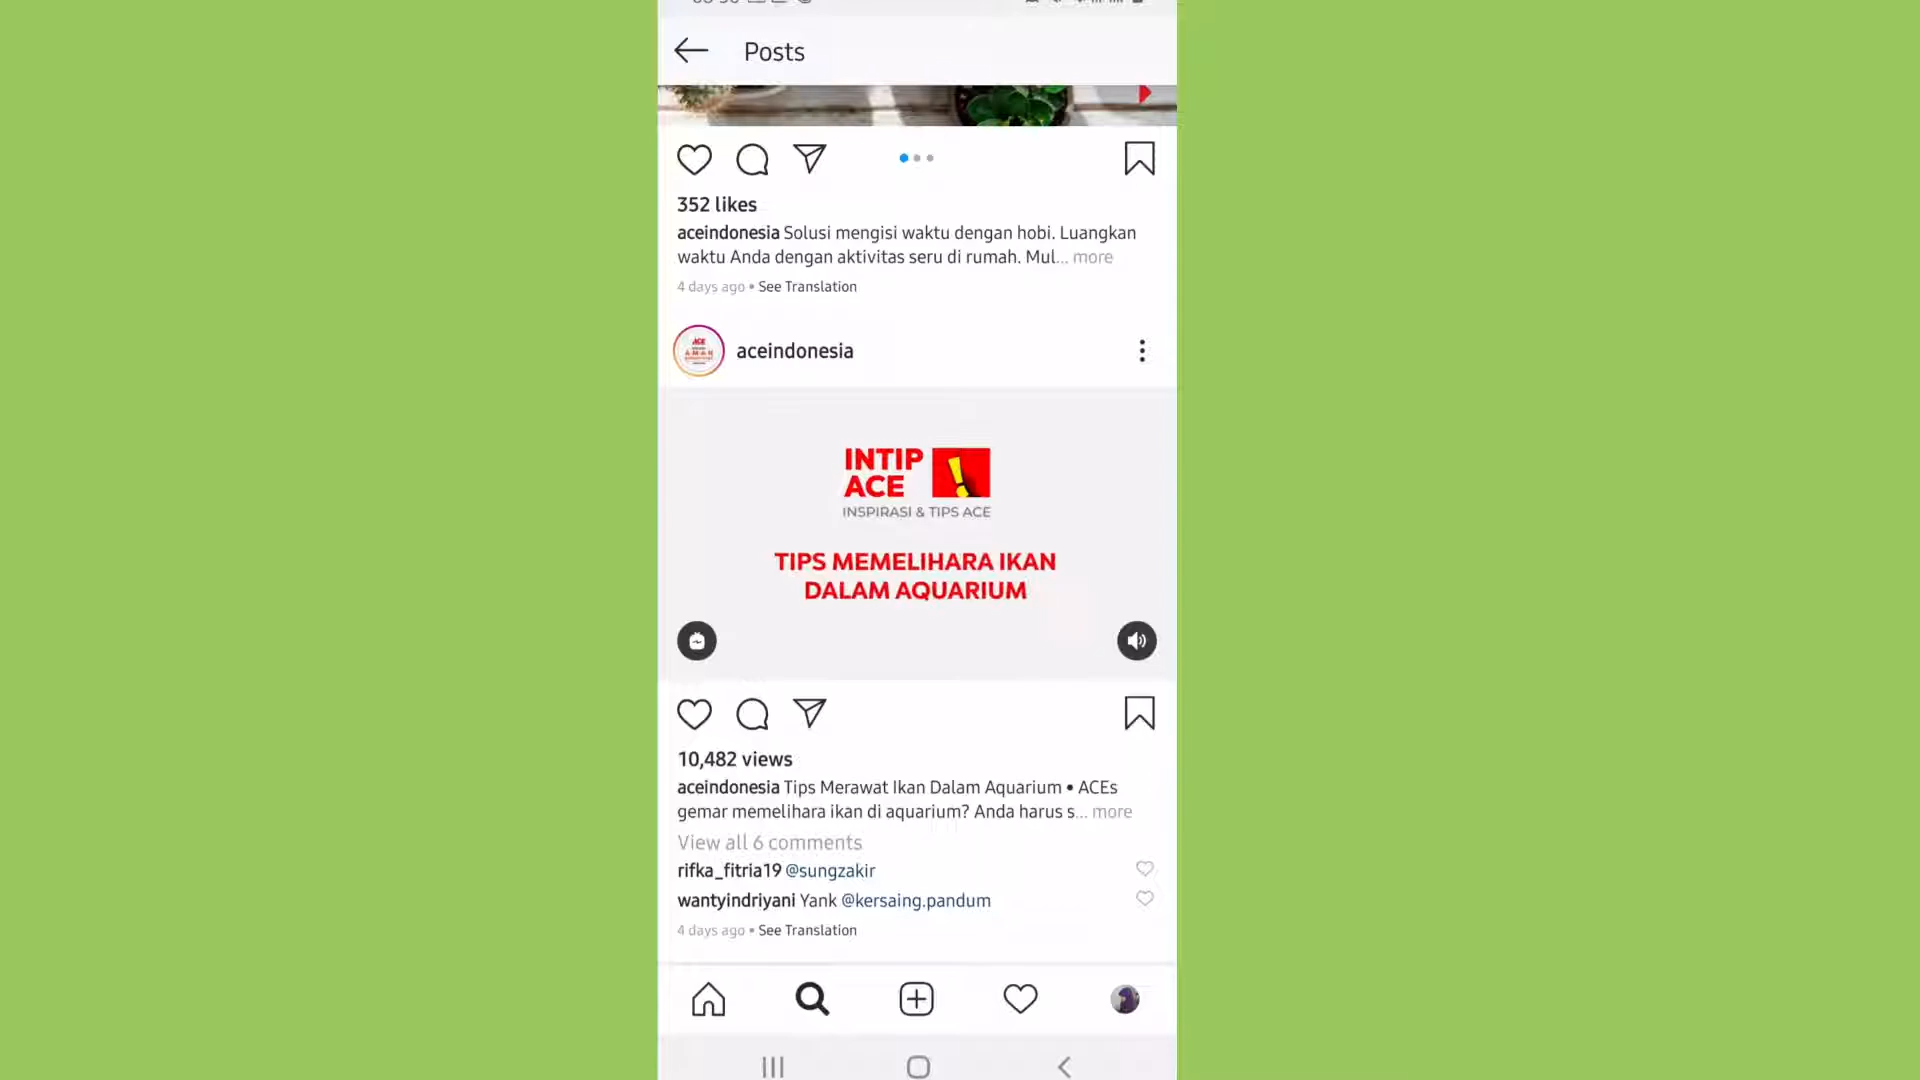 Posts
352 likes
aceindonesia Solusi mengisi waktu dengan hobi. Luangkan
waktu Anda dengan aktivitas seru di rumah. Mul... more
4 days ago • See Translation
aceindonesia
INTIP
ACE
INSPIRASI & TIPS ACE
TIPS MEMELIHARA IKAN
DALAM AQUARIUM
10,482 views
aceindonesia Tips Merawat Ikan Dalam Aquarium • ACEs
gemar memelihara ikan di aquarium? Anda harus s... more
View all 6 comments
rifka_fitria19 @sungzakir
wantyindriyani Yank @kersaing.pandum
4 days ago • See Translation